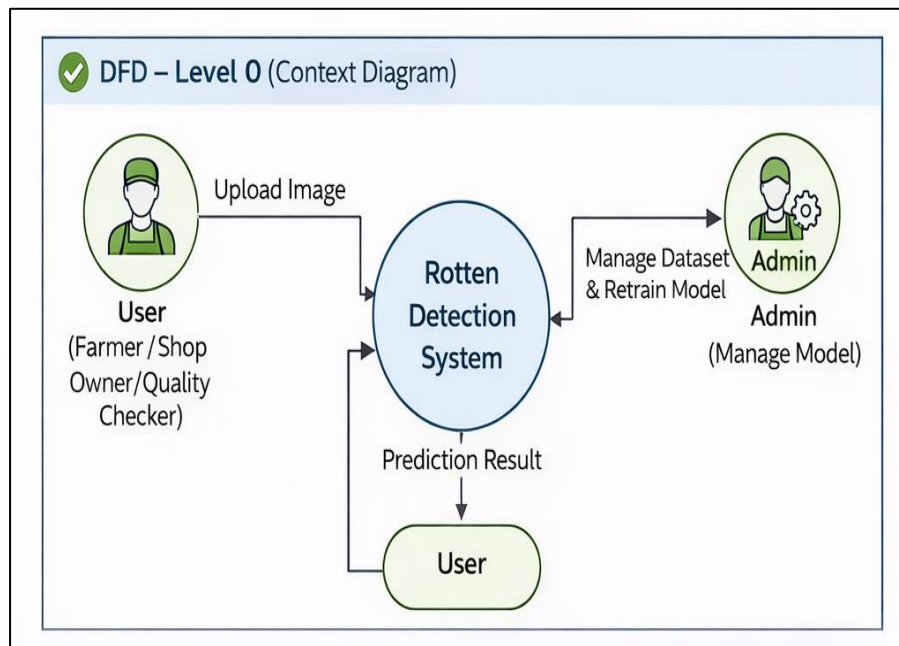 DFD – Level 0 (Context Diagram)
Upload Image
User
(Farmer / Shop
Owner/Quality
Checker)
Rotten
Detection
System
Manage Dataset
& Retrain Model
Admin
Admin
(Manage Model)
Prediction Result
User